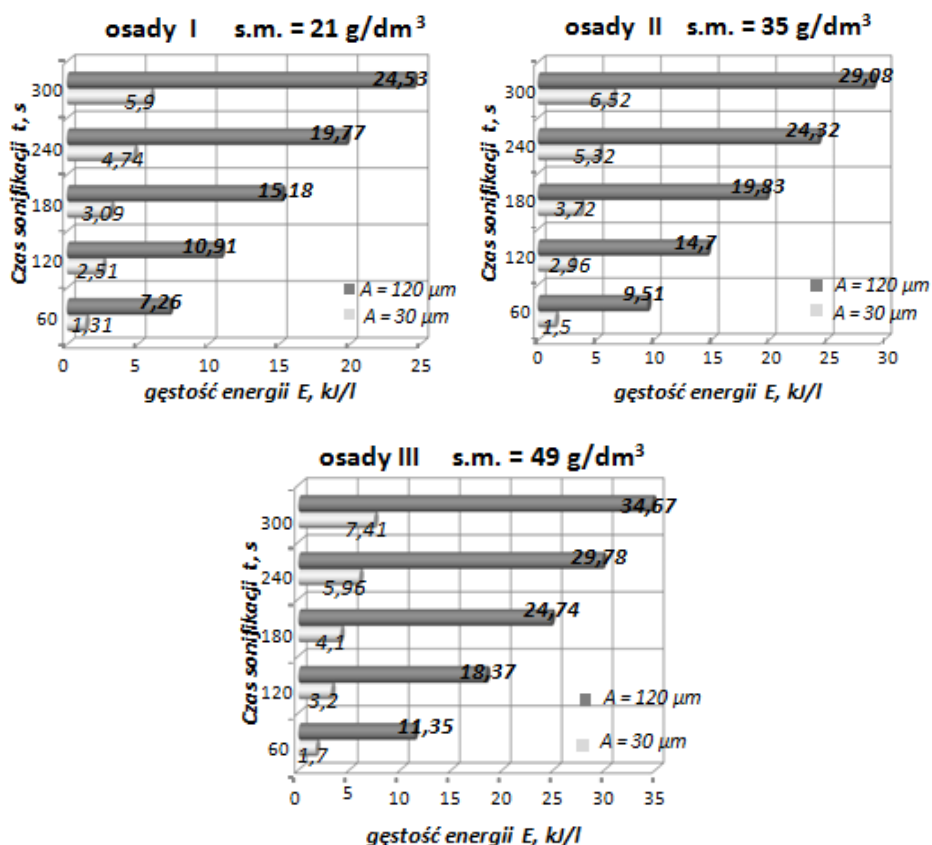 osady I s.m. = 21 g/dm³
Czas sonifikacji t, s
300
240
180
120
60
24,53
5,9
19,77
4,74
15,18
3,09
10,91
2,51
7,26
1,31
A = 120 µm
A = 30 µm
0 5 10 15 20 25
gęstość energii E, kJ/l
osady II s.m. = 35 g/dm³
Czas sonifikacji t, s
300
240
180
120
60
29,08
6,52
24,32
5,32
19,83
3,72
14,7
2,96
9,51
1,5
A = 120 µm
A = 30 µm
0 5 10 15 20 25 30
gęstość energii E, kJ/l
osady III s.m. = 49 g/dm³
Czas sonifikacji t, s
300
240
180
120
60
34,67
7,41
29,78
5,96
24,74
4,1
18,37
3,2
11,35
1,7
A = 120 µm
A = 30 µm
0 5 10 15 20 25 30 35
gęstość energii E, kJ/l